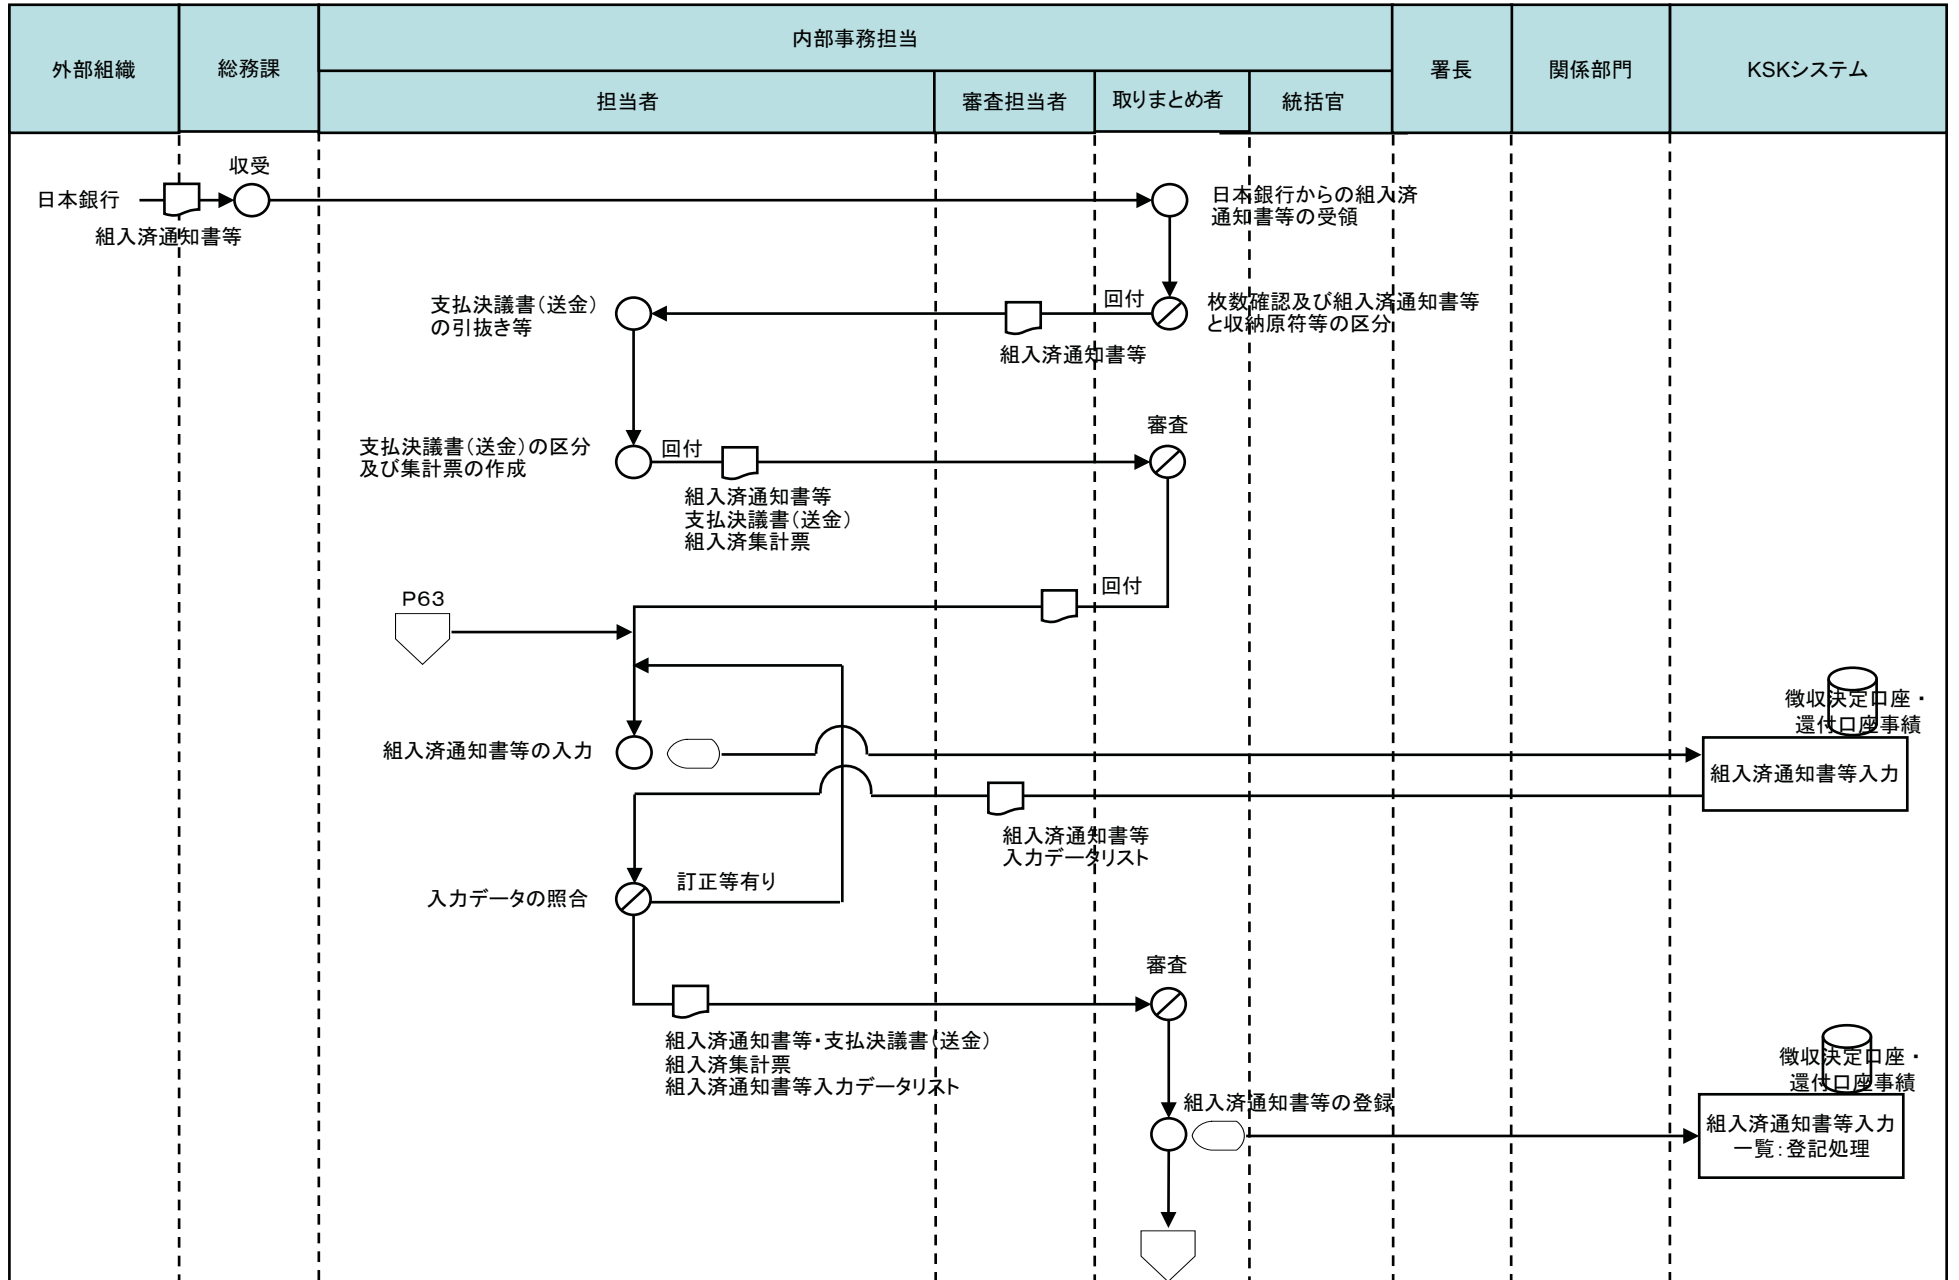 外部組織
総務課
内部事務担当
担当者
審査担当者
取りまとめ者
統括官
署長
関係部門
KSKシステム
収受
日本銀行
組入済通知書等
日本銀行からの組入済
通知書等の受領
支払決議書(送金)
の引抜き等
回付
組入済通知書等
枚数確認及び組入済通知書等
と収納原符等の区分
支払決議書(送金)の区分
及び集計票の作成
回付
審査
組入済通知書等
支払決議書(送金)
組入済集計票
回付
P63
徴収決定口座・
還付口座事績
組入済通知書等の入力
組入済通知書等入力
組入済通知書等
入力データリスト
入力データの照合
訂正等有り
審査
組入済通知書等・支払決議書(送金)
組入済集計票
組入済通知書等入力データリスト
徴収決定口座・
還付口座事績
組入済通知書等の登録
組入済通知書等入力
一覧:登記処理